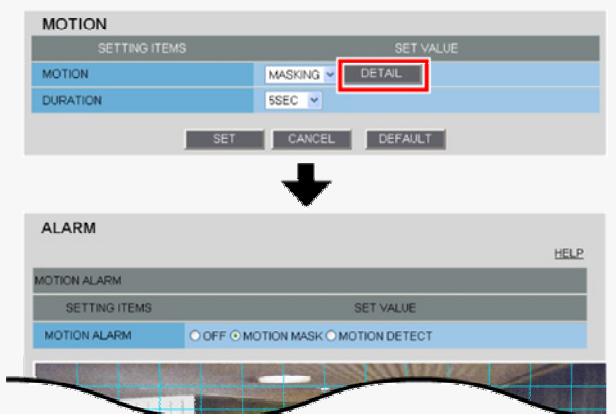 MOTION
SETTING ITEMS SET VALUE
MOTION MASKING DETAIL
DURATION 5SEC
SET CANCEL DEFAULT
ALARM
HELP
MOTION ALARM
SETTING ITEMS SET VALUE
MOTION ALARM OFF MOTION MASK MOTION DETECT